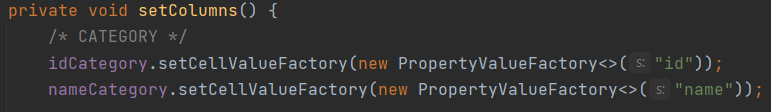 private void setColumns() {
/* CATEGORY */
idCategory.setCellValueFactory(new PropertyValueFactory<>( s: "id"));
nameCategory.setCellValueFactory(new PropertyValueFactory<>( s: "name"));